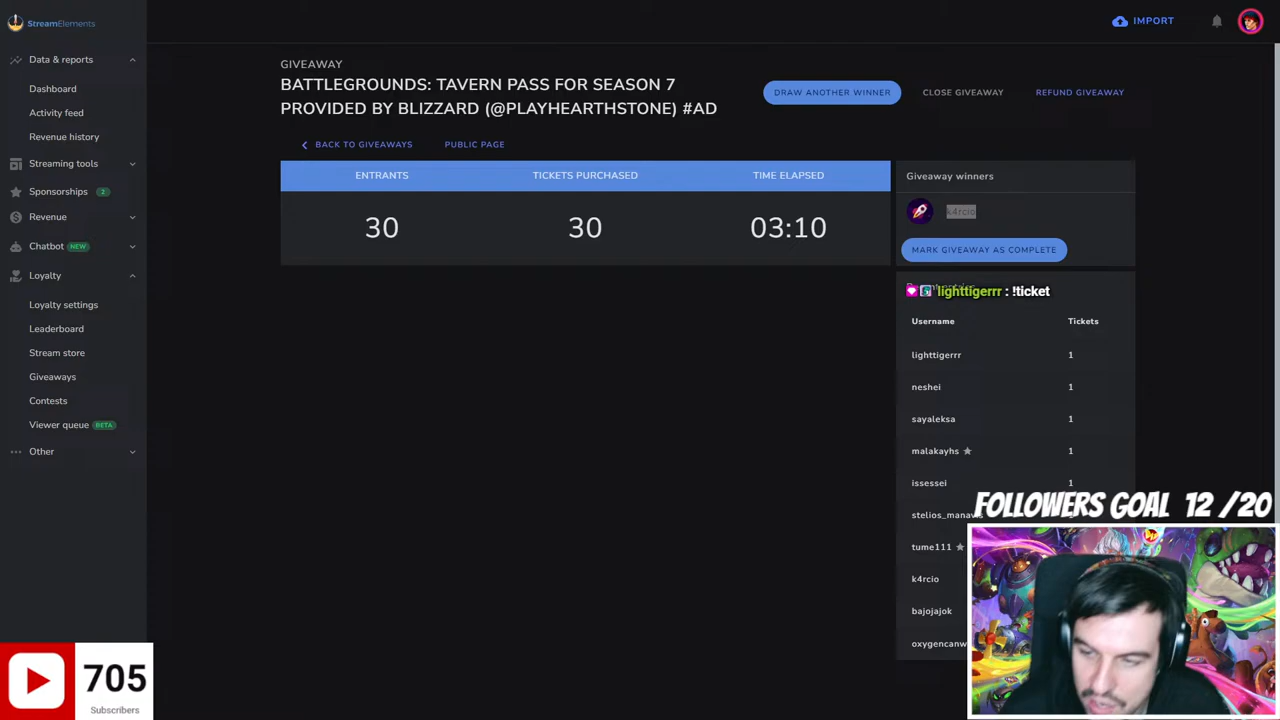 StreamElements
IMPORT
Data & reports
Dashboard
Activity feed
Revenue history
Streaming tools
Sponsorships 2
Revenue
Chatbot NEW
Loyalty
Loyalty settings
Leaderboard
Stream store
Giveaways
Contests
Viewer queue BETA
Other
GIVEAWAY
BATTLEGROUNDS: TAVERN PASS FOR SEASON 7
PROVIDED BY BLIZZARD (@PLAYHEARTHSTONE) #AD
DRAW ANOTHER WINNER
CLOSE GIVEAWAY
REFUND GIVEAWAY
BACK TO GIVEAWAYS
PUBLIC PAGE
ENTRANTS TICKETS PURCHASED TIME ELAPSED
30 30 03:10
Giveaway winners
k4rcio
MARK GIVEAWAY AS COMPLETE
lighttigerrr : !ticket
Username Tickets
lighttigerrr 1
neshei 1
sayaleksa 1
malakayhs 1
issessei 1
stelios_manav
tume111
k4rcio
bajojajok
oxygencanw
FOLLOWERS GOAL 12 /20
705
Subscribers